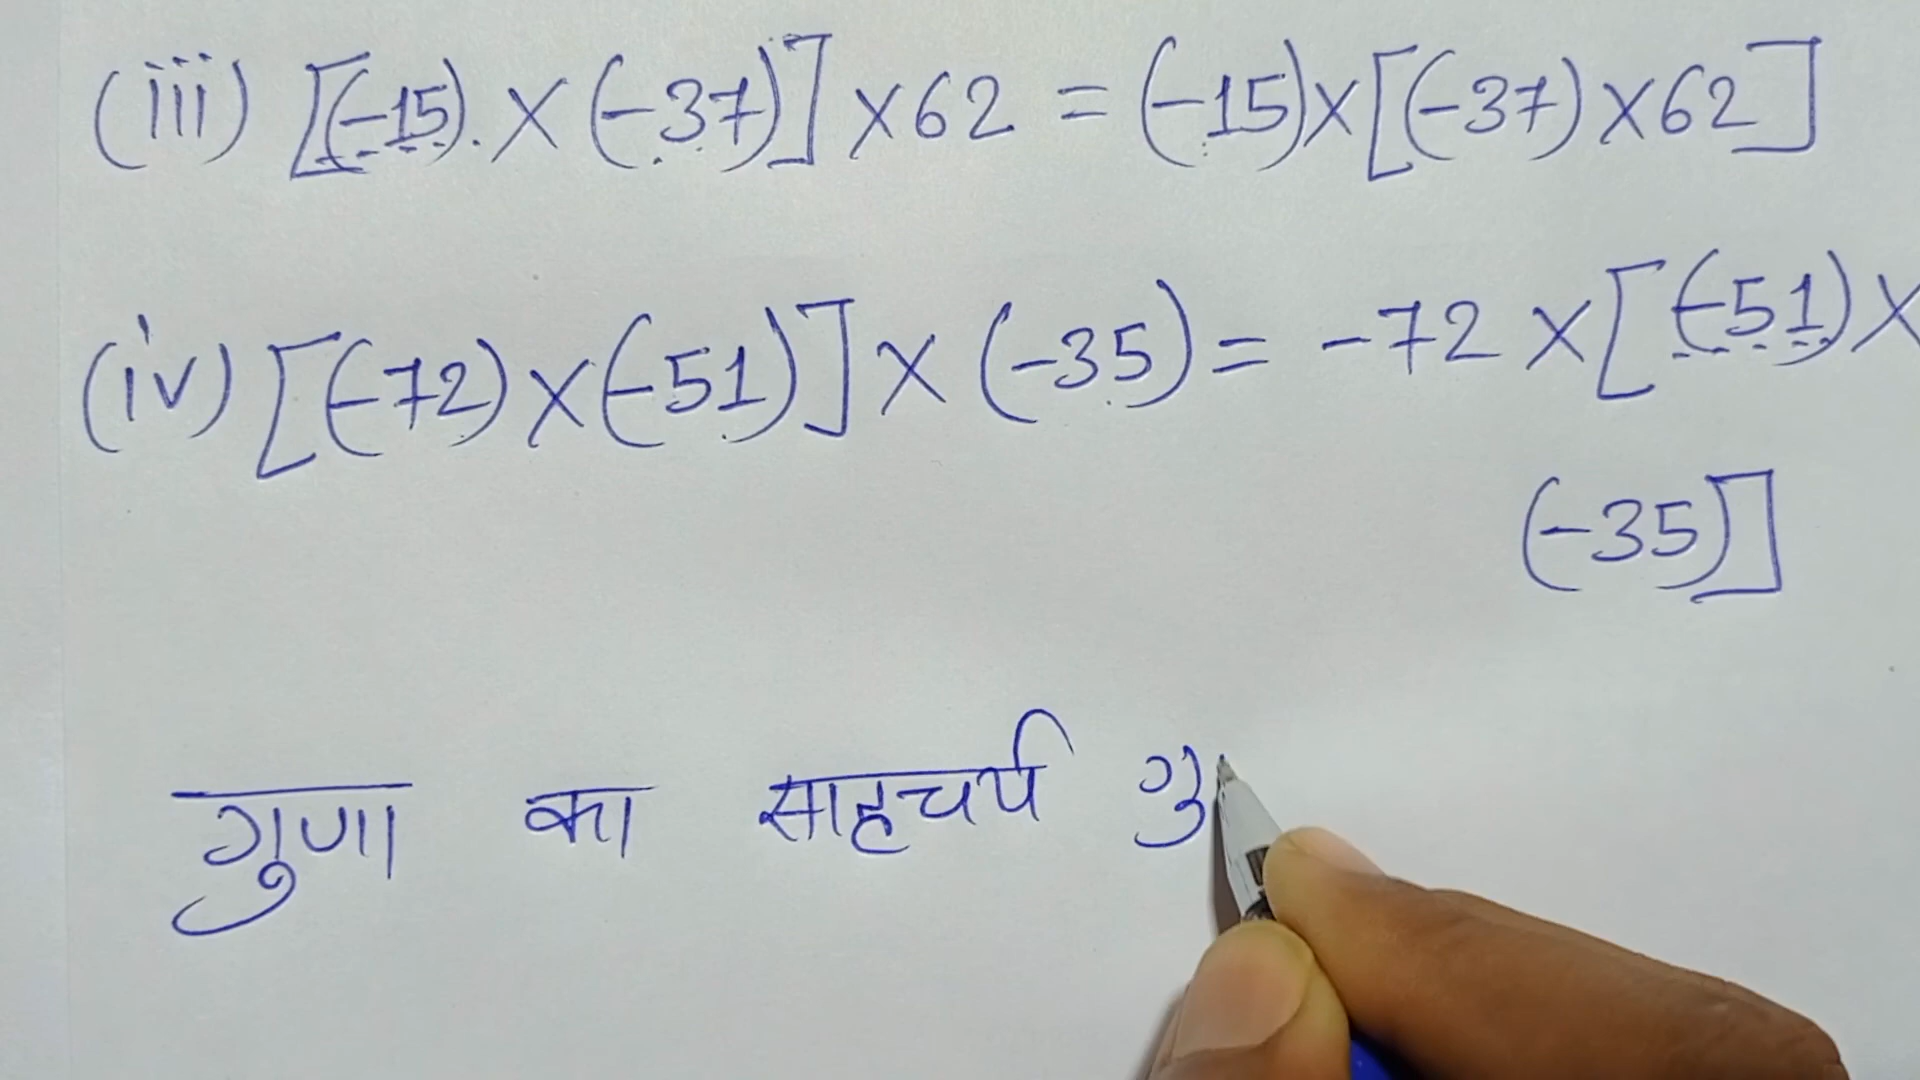 (iii) [(-15) × (-37)] × 62 = (-15) × [(-37) × 62]
(iv) [(-72) × (-51)] × (-35) = -72 × [(-51) ×
(-35)]
गुणा का साहचर्य गु